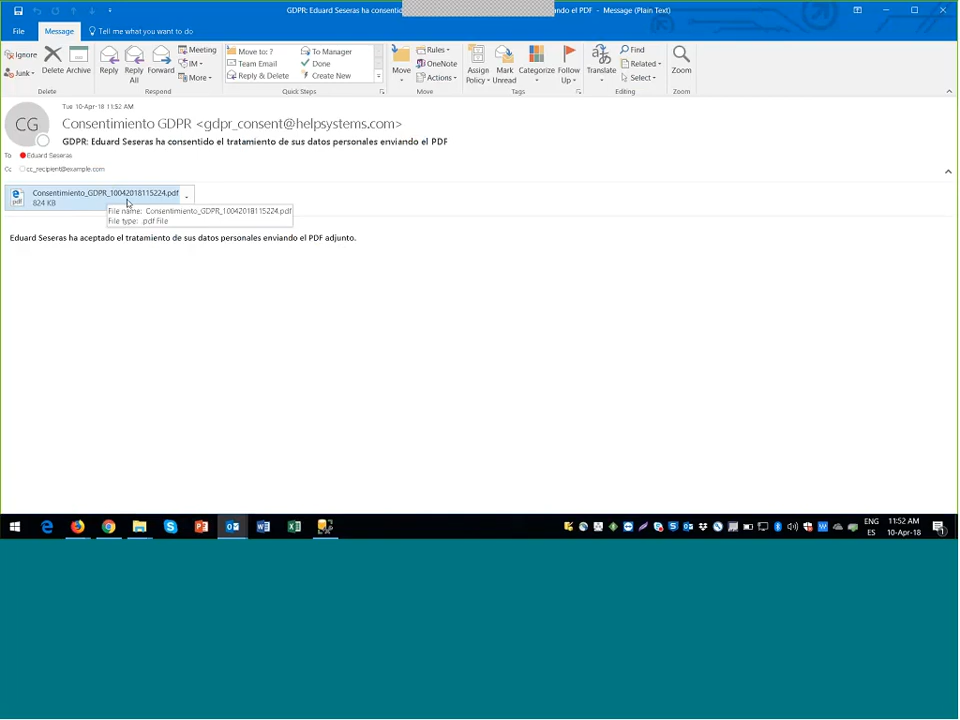 GDPR: Eduard Seseras ha consentic
ndo el PDF - Message (Plain Text)
File Message Tell me what you want to do
Ignore
Junk
Delete Archive
Delete
Reply Reply All Forward
Meeting
IM
More
Respond
Move to: ? To Manager
Team Email Done
Reply & Delete Create New
Quick Steps
Move
Rules
OneNote
Actions
Move
Assign Policy Mark Unread Categorize Follow Up
Tags
Translate
Find
Related
Select
Editing
Zoom
Zoom
CG
Tue 10-Apr-18 11:52 AM
Consentimiento GDPR <gdpr_consent@helpsystems.com>
GDPR: Eduard Seseras ha consentido el tratamiento de sus datos personales enviando el PDF
To Eduard Seseras
Cc cc_recipient@example.com
Consentimiento_GDPR_10042018115224.pdf
824 KB
File name: Consentimiento_GDPR_10042018115224.pdf
File type: .pdf File
Eduard Seseras ha aceptado el tratamiento de sus datos personales enviando el PDF adjunto.
ENG 11:52 AM
ES 10-Apr-18